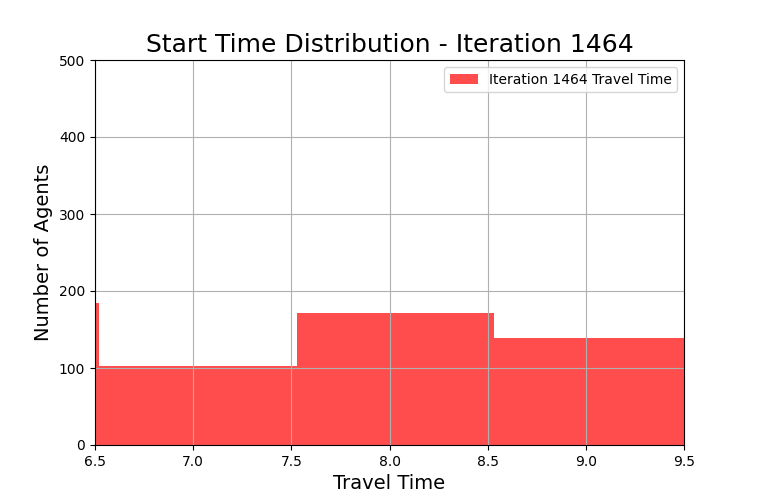 Start Time Distribution - Iteration 1464
500
Iteration 1464 Travel Time
400
300
200
100
0
Number of Agents
6.5 7.0 7.5 8.0 8.5 9.0 9.5
Travel Time